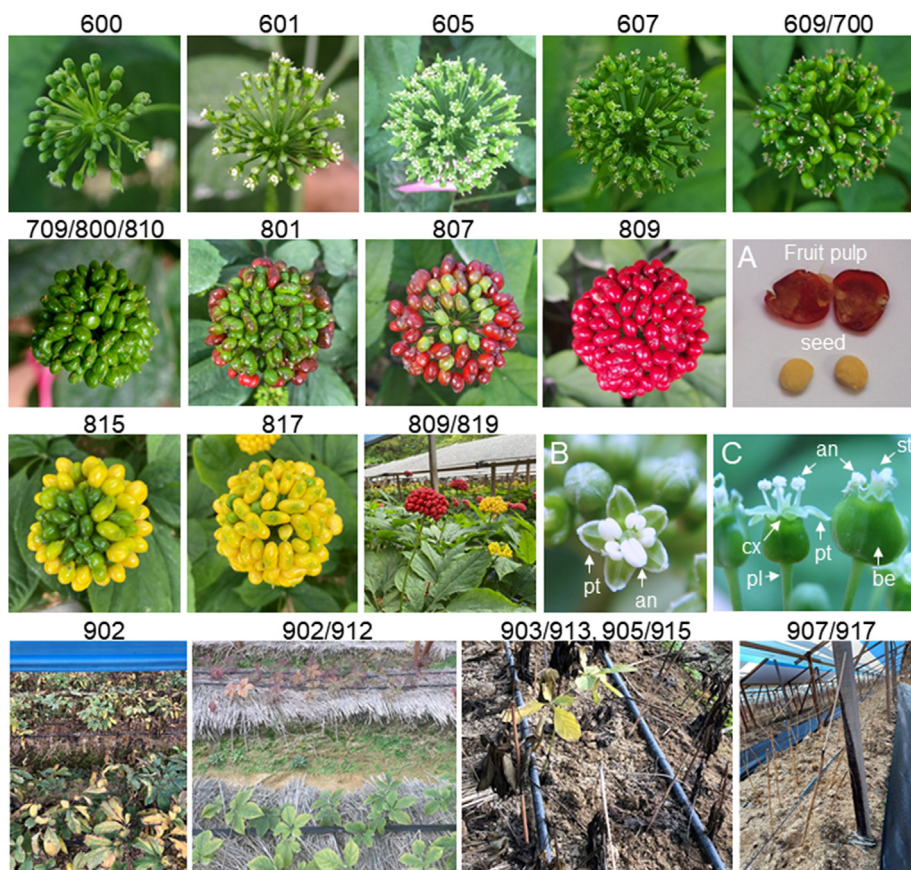 600 601 605 607 609/700
709/800/810 801 807 809
A
Fruit pulp
seed
815 817 809/819
B
pt
an
C
an
st
cx
pt
pl
be
902 902/912 903/913, 905/915 907/917